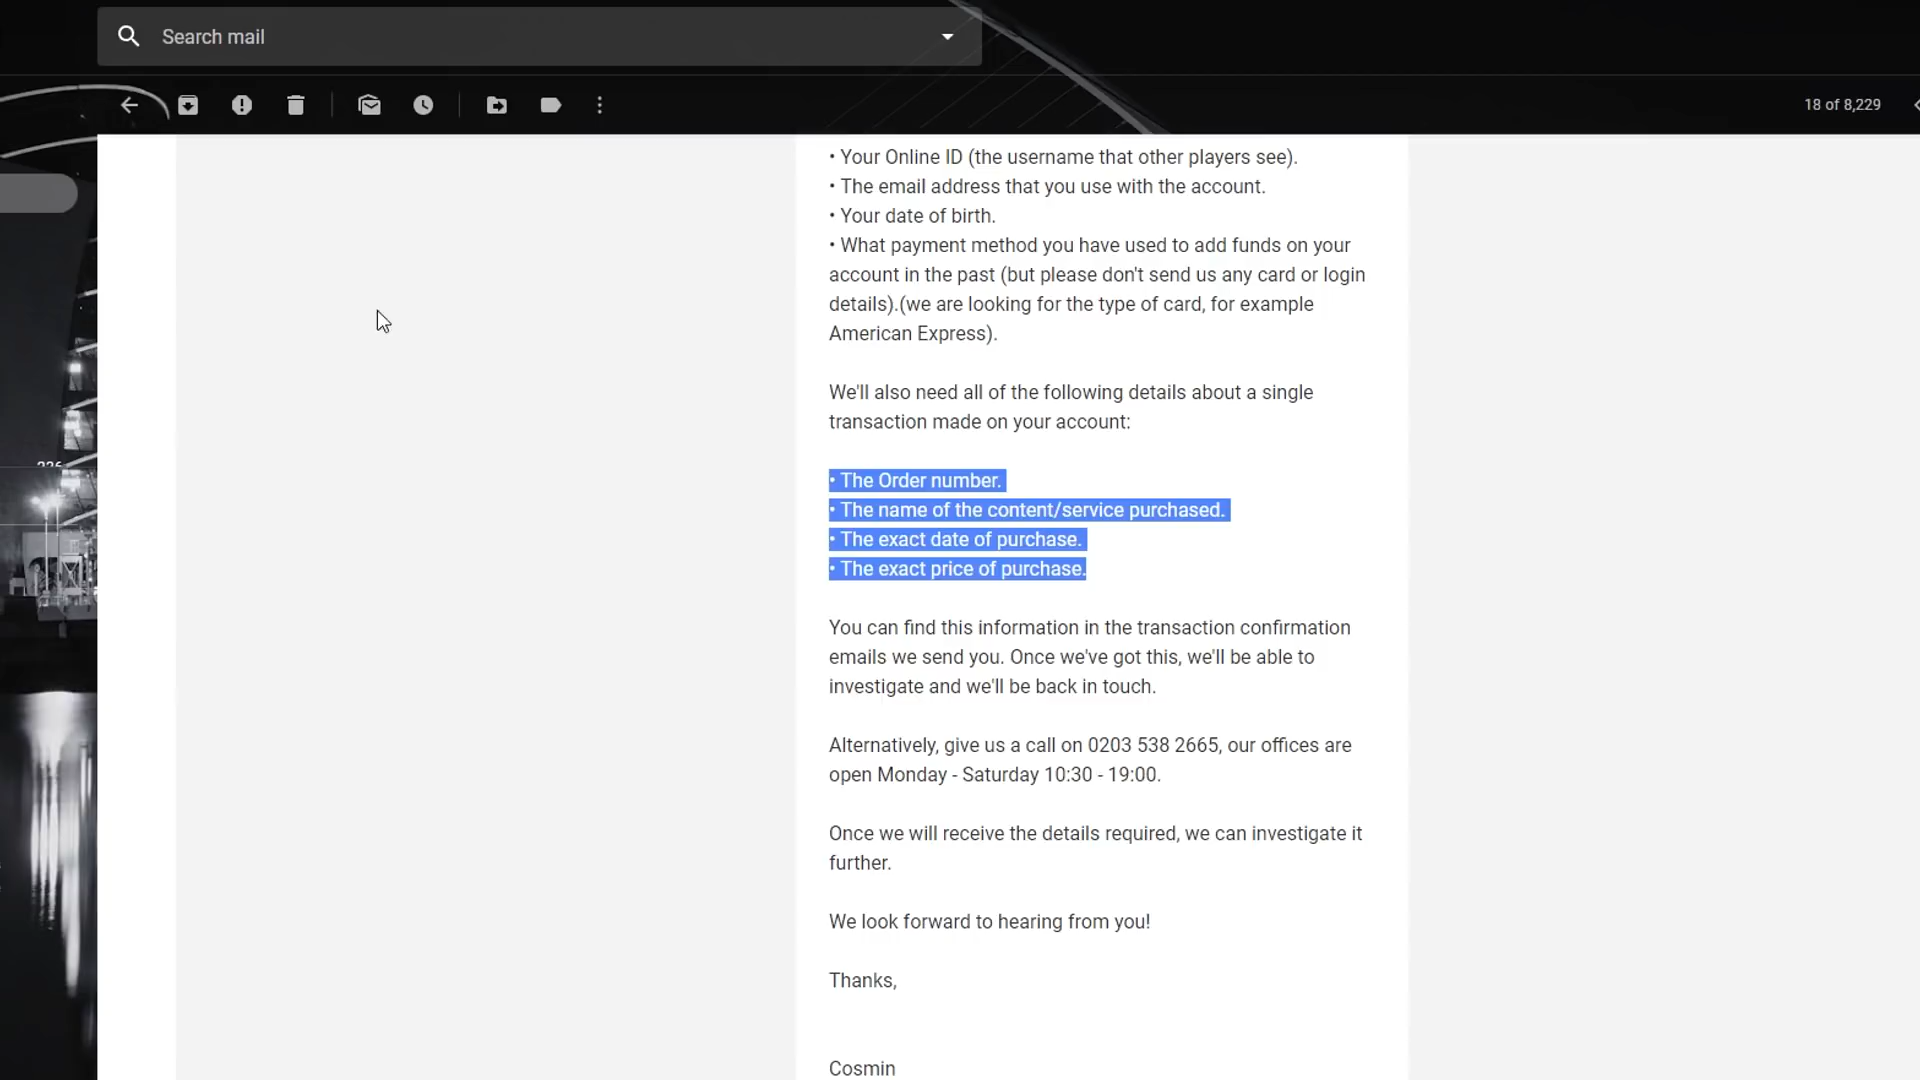 Search mail
18 of 8,229
• Your Online ID (the username that other players see).
• The email address that you use with the account.
• Your date of birth.
• What payment method you have used to add funds on your
account in the past (but please don't send us any card or login
details).(we are looking for the type of card, for example
American Express).
We'll also need all of the following details about a single
transaction made on your account:
• The Order number.
• The name of the content/service purchased.
• The exact date of purchase.
• The exact price of purchase.
You can find this information in the transaction confirmation
emails we send you. Once we've got this, we'll be able to
investigate and we'll be back in touch.
Alternatively, give us a call on 0203 538 2665, our offices are
open Monday - Saturday 10:30 - 19:00.
Once we will receive the details required, we can investigate it
further.
We look forward to hearing from you!
Thanks,
Cosmin